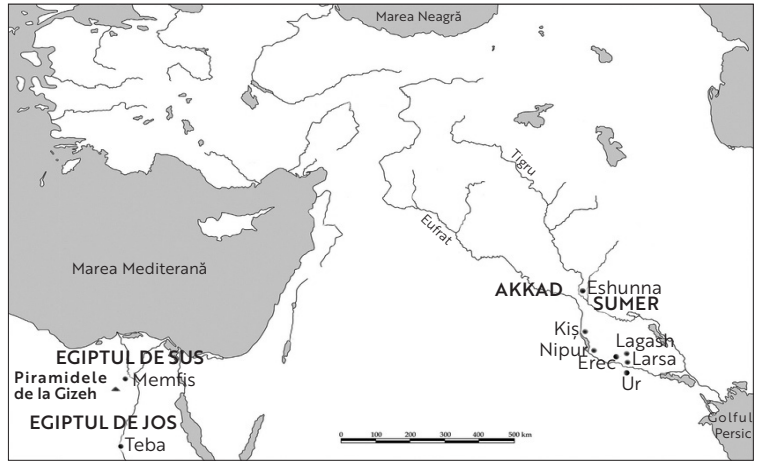 Marea Neagră
Tigru
Eufrat
Marea Mediterană
AKKAD
Eshunna
SUMER
Kiș
Lagash
Nipur
Larsa
Erec
Ur
EGIPTUL DE SUS
Piramidele
de la Gizeh
Memfis
EGIPTUL DE JOS
Teba
Golful
Persic
0 100 200 300 400 500 km